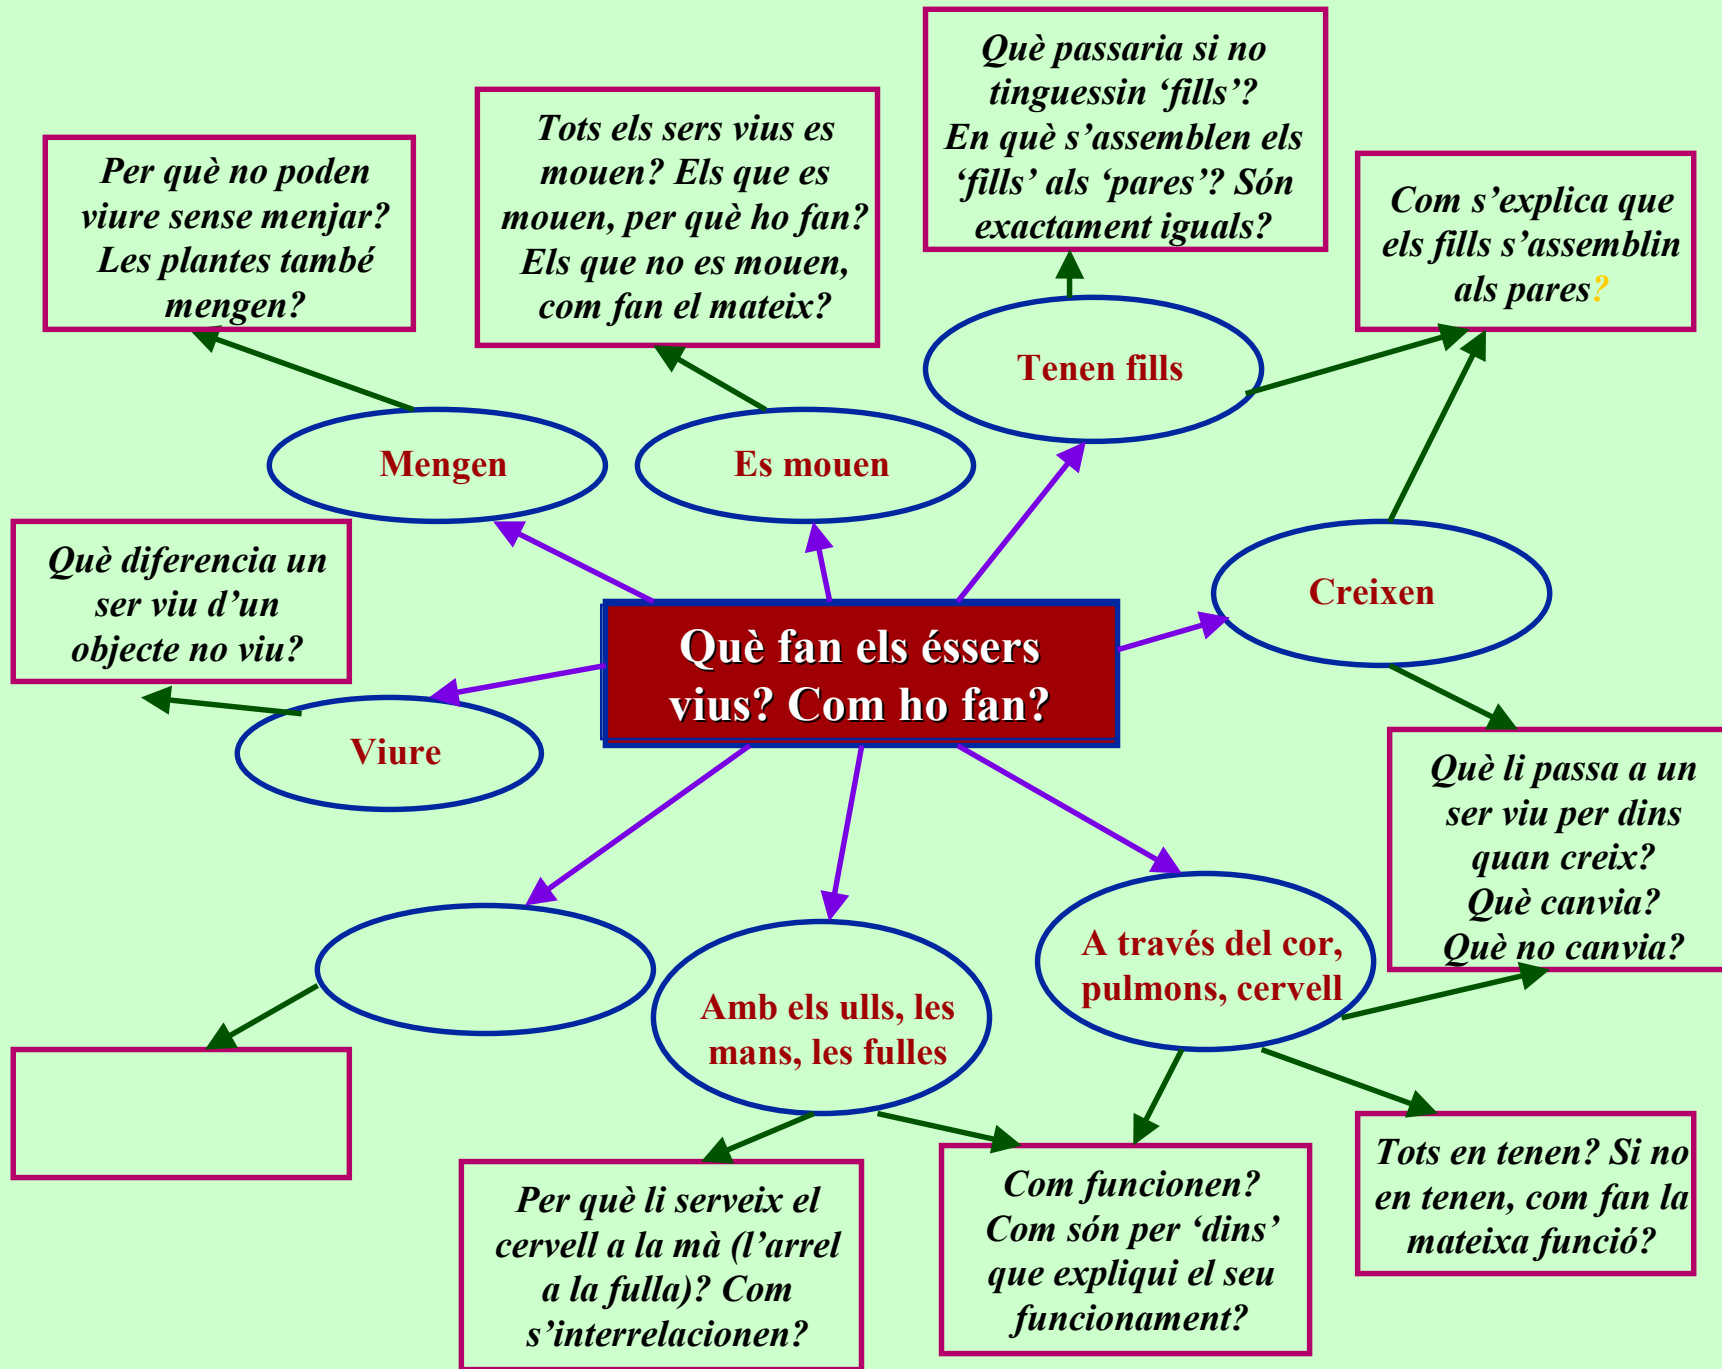 Què passaria si no
tinguessin ‘fills’?
En què s’assemblen els
‘fills’ als ‘pares’? Són
exactament iguals?
Tots els sers vius es
mouen? Els que es
mouen, per què ho fan?
Els que no es mouen,
com fan el mateix?
Per què no poden
viure sense menjar?
Les plantes també
mengen?
Com s’explica que
els fills s’assemblin
als pares?
Tenen fills
Mengen
Es mouen
Què diferencia un
ser viu d’un
objecte no viu?
Creixen
Què fan els éssers
vius? Com ho fan?
Viure
Què li passa a un
ser viu per dins
quan creix?
Què canvia?
Què no canvia?
A través del cor,
pulmons, cervell
Amb els ulls, les
mans, les fulles
Per què li serveix el
cervell a la mà (l’arrel
a la fulla)? Com
s’interrelacionen?
Com funcionen?
Com són per ‘dins’
que expliqui el seu
funcionament?
Tots en tenen? Si no
en tenen, com fan la
mateixa funció?